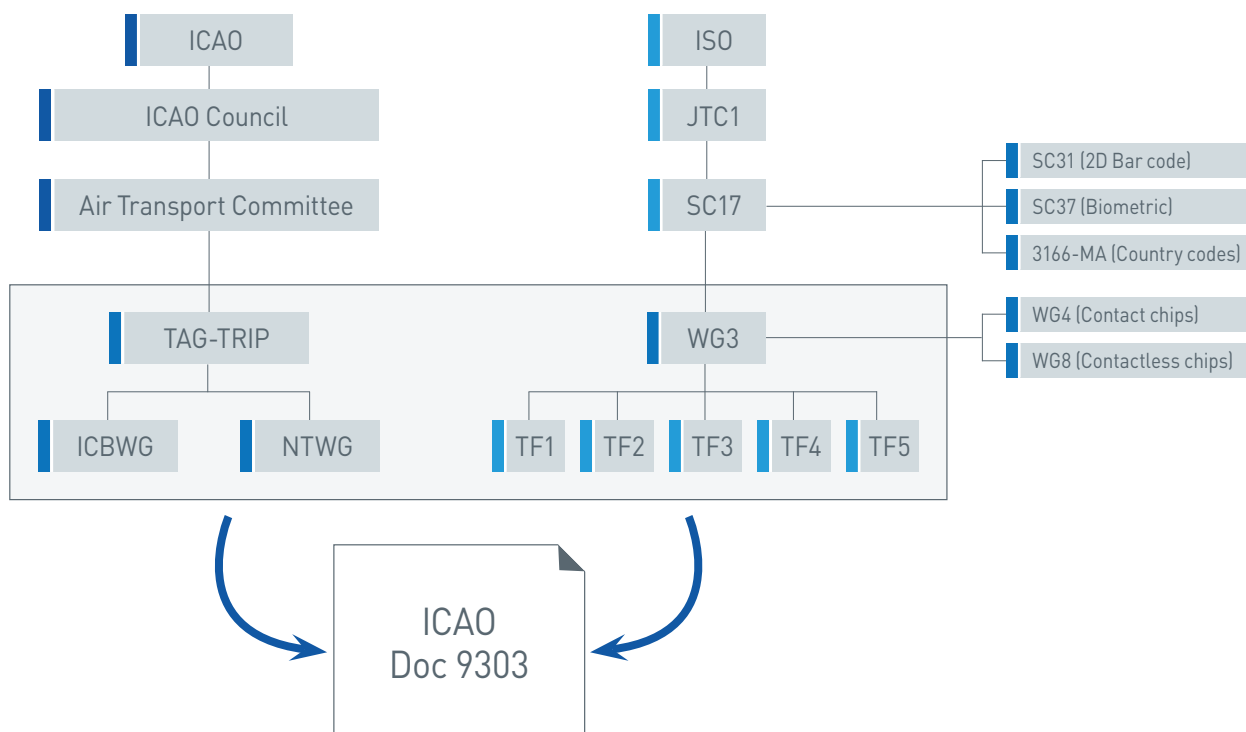 ICAO
ISO
ICAO Council
JTC1
SC31 (2D Bar code)
Air Transport Committee
SC17
SC37 (Biometric)
3166-MA (Country codes)
TAG-TRIP
WG3
WG4 (Contact chips)
WG8 (Contactless chips)
ICBWG
NTWG
TF1
TF2
TF3
TF4
TF5
ICAO
Doc 9303